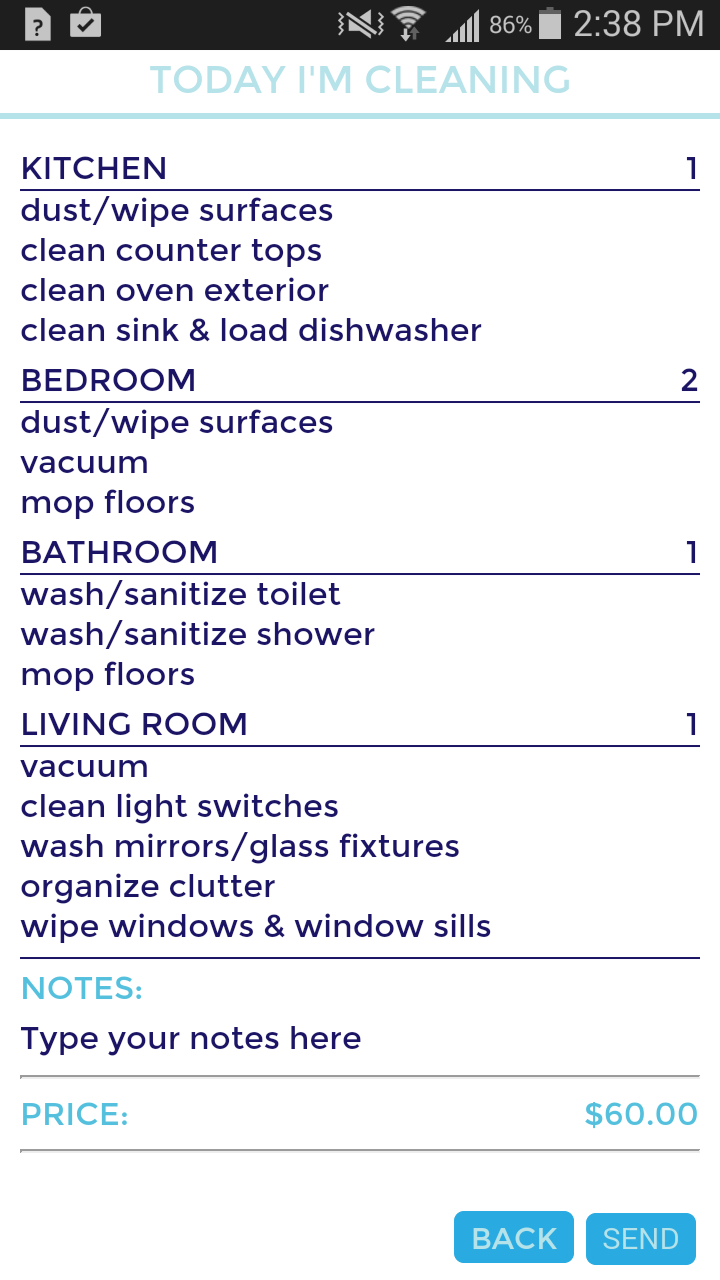 86% 2:38 PM
TODAY I'M CLEANING
KITCHEN 1
dust/wipe surfaces
clean counter tops
clean oven exterior
clean sink & load dishwasher
BEDROOM 2
dust/wipe surfaces
vacuum
mop floors
BATHROOM 1
wash/sanitize toilet
wash/sanitize shower
mop floors
LIVING ROOM 1
vacuum
clean light switches
wash mirrors/glass fixtures
organize clutter
wipe windows & window sills
NOTES:
Type your notes here
PRICE: $60.00
BACK SEND